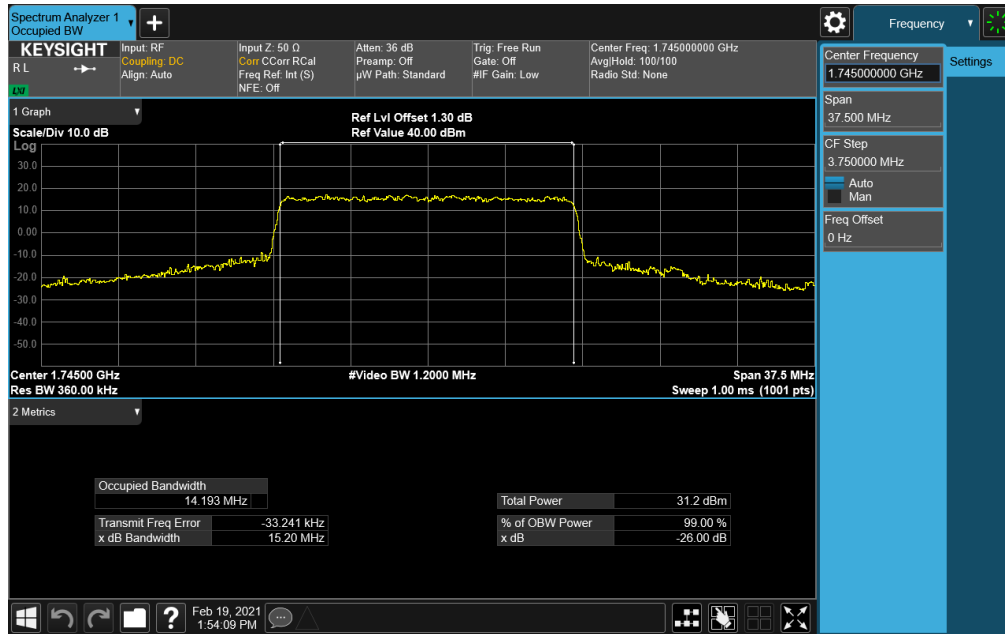 Spectrum Analyzer 1
Occupied BW
Frequency
KEYSIGHT
R L
LXI
Input: RF
Coupling: DC
Align: Auto
Input Z: 50 Ω
Corr CCorr RCal
Freq Ref: Int (S)
NFE: Off
Atten: 36 dB
Preamp: Off
µW Path: Standard
Trig: Free Run
Gate: Off
#IF Gain: Low
Center Freq: 1.745000000 GHz
Avg|Hold: 100/100
Radio Std: None
Center Frequency
1.745000000 GHz
Settings
Span
37.500 MHz
CF Step
3.750000 MHz
Auto
Man
Freq Offset
0 Hz
1 Graph
Scale/Div 10.0 dB
Ref Lvl Offset 1.30 dB
Ref Value 40.00 dBm
Log
30.0
20.0
10.0
0.00
-10.0
-20.0
-30.0
-40.0
-50.0
Center 1.74500 GHz
#Video BW 1.2000 MHz
Span 37.5 MHz
Res BW 360.00 kHz
Sweep 1.00 ms (1001 pts)
2 Metrics
Occupied Bandwidth
14.193 MHz
Total Power 31.2 dBm
Transmit Freq Error -33.241 kHz
% of OBW Power 99.00 %
x dB Bandwidth 15.20 MHz
x dB -26.00 dB
Feb 19, 2021
1:54:09 PM